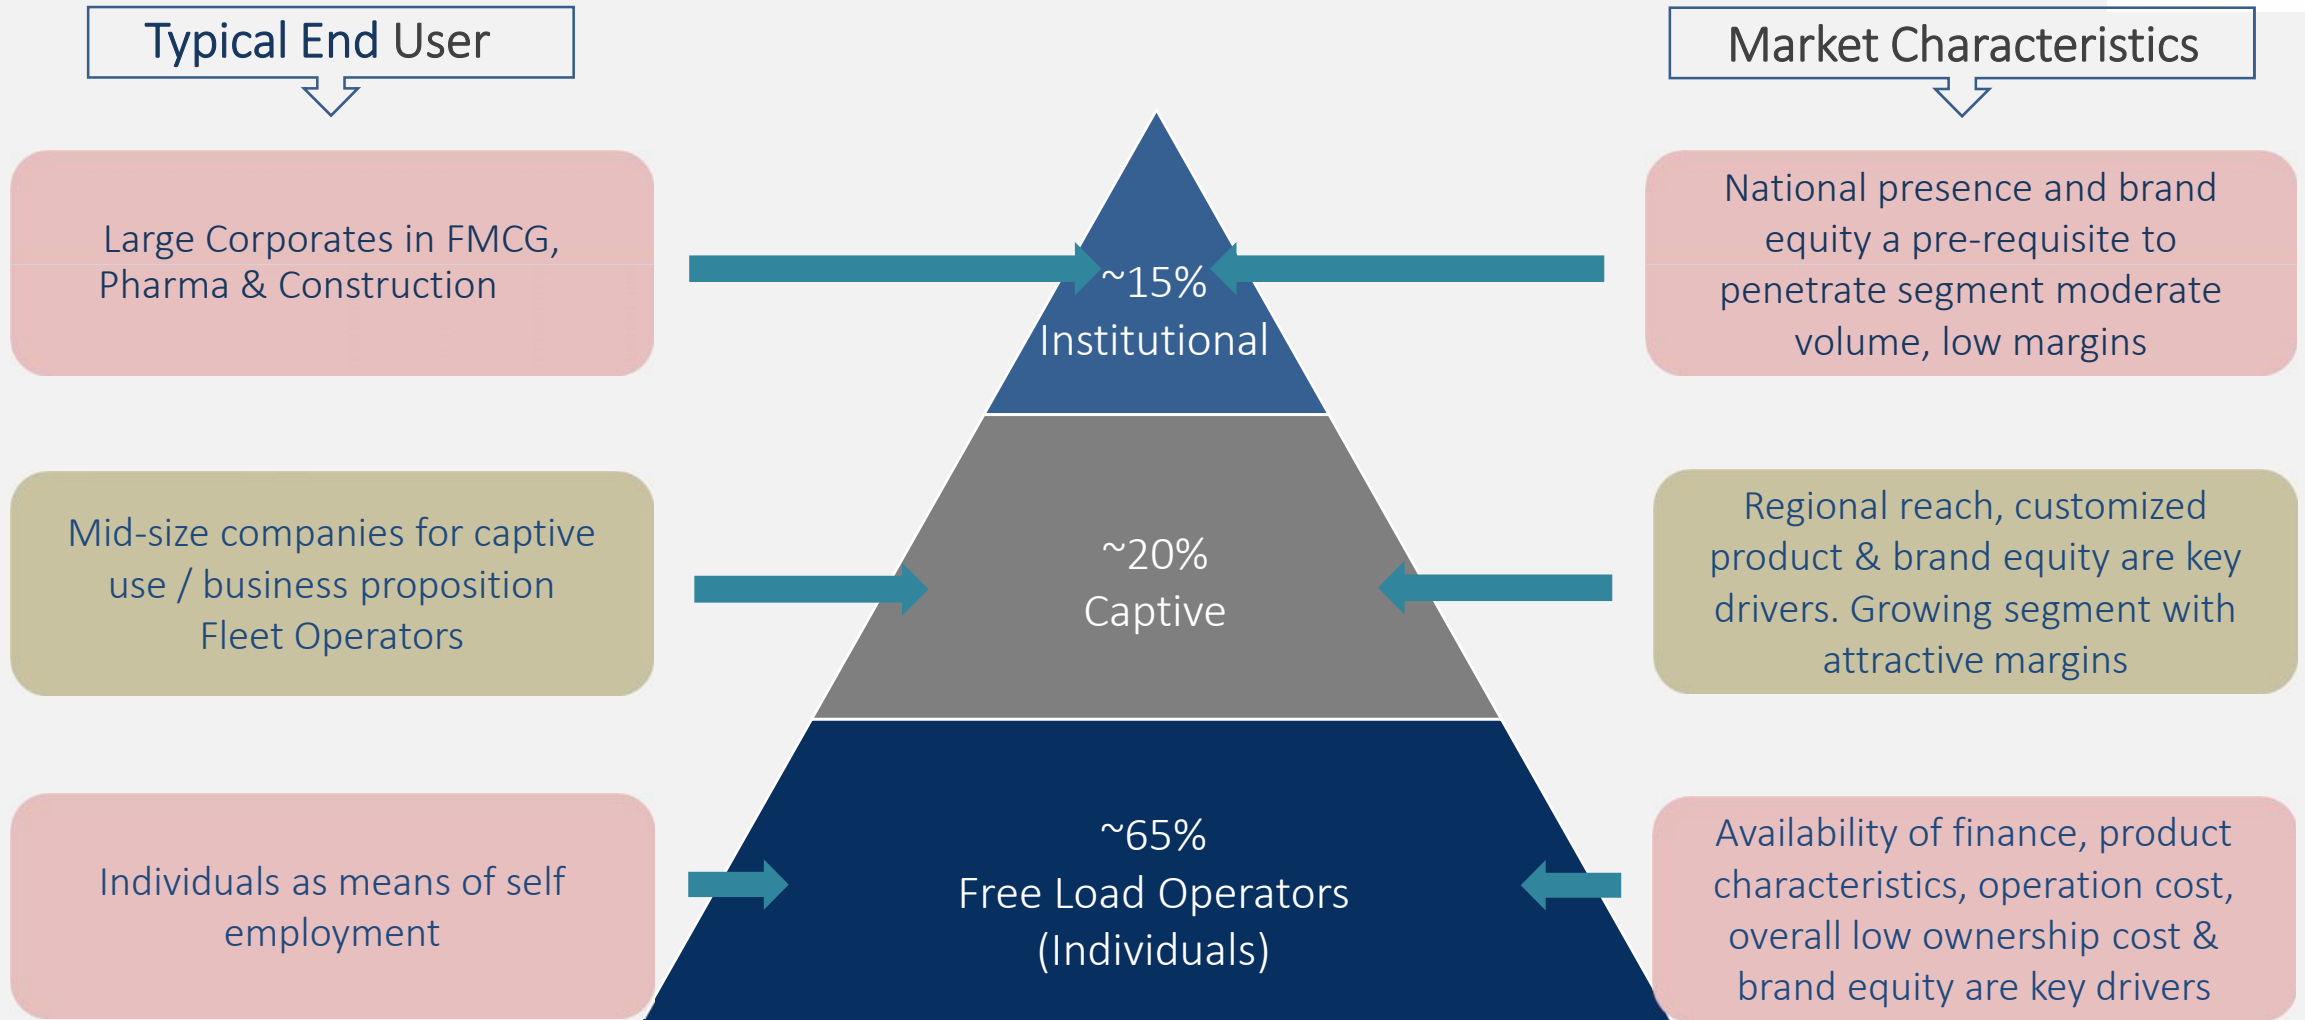 Typical End User
Market Characteristics
Large Corporates in FMCG,
Pharma & Construction
~15%
Institutional
National presence and brand
equity a pre-requisite to
penetrate segment moderate
volume, low margins
Mid-size companies for captive
use / business proposition
Fleet Operators
~20%
Captive
Regional reach, customized
product & brand equity are key
drivers. Growing segment with
attractive margins
Individuals as means of self
employment
~65%
Free Load Operators
(Individuals)
Availability of finance, product
characteristics, operation cost,
overall low ownership cost &
brand equity are key drivers